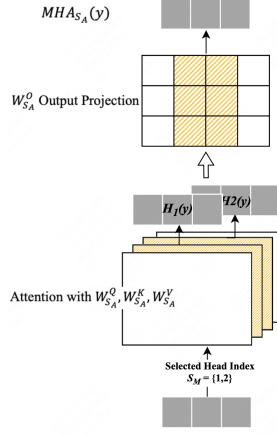 MHA_{S_A}(y)
W^O_{S_A} Output Projection
H_1(y)
H2(y)
Attention with W^Q_{S_A}, W^K_{S_A}, W^V_{S_A}
Selected Head Index
S_M = {1,2}